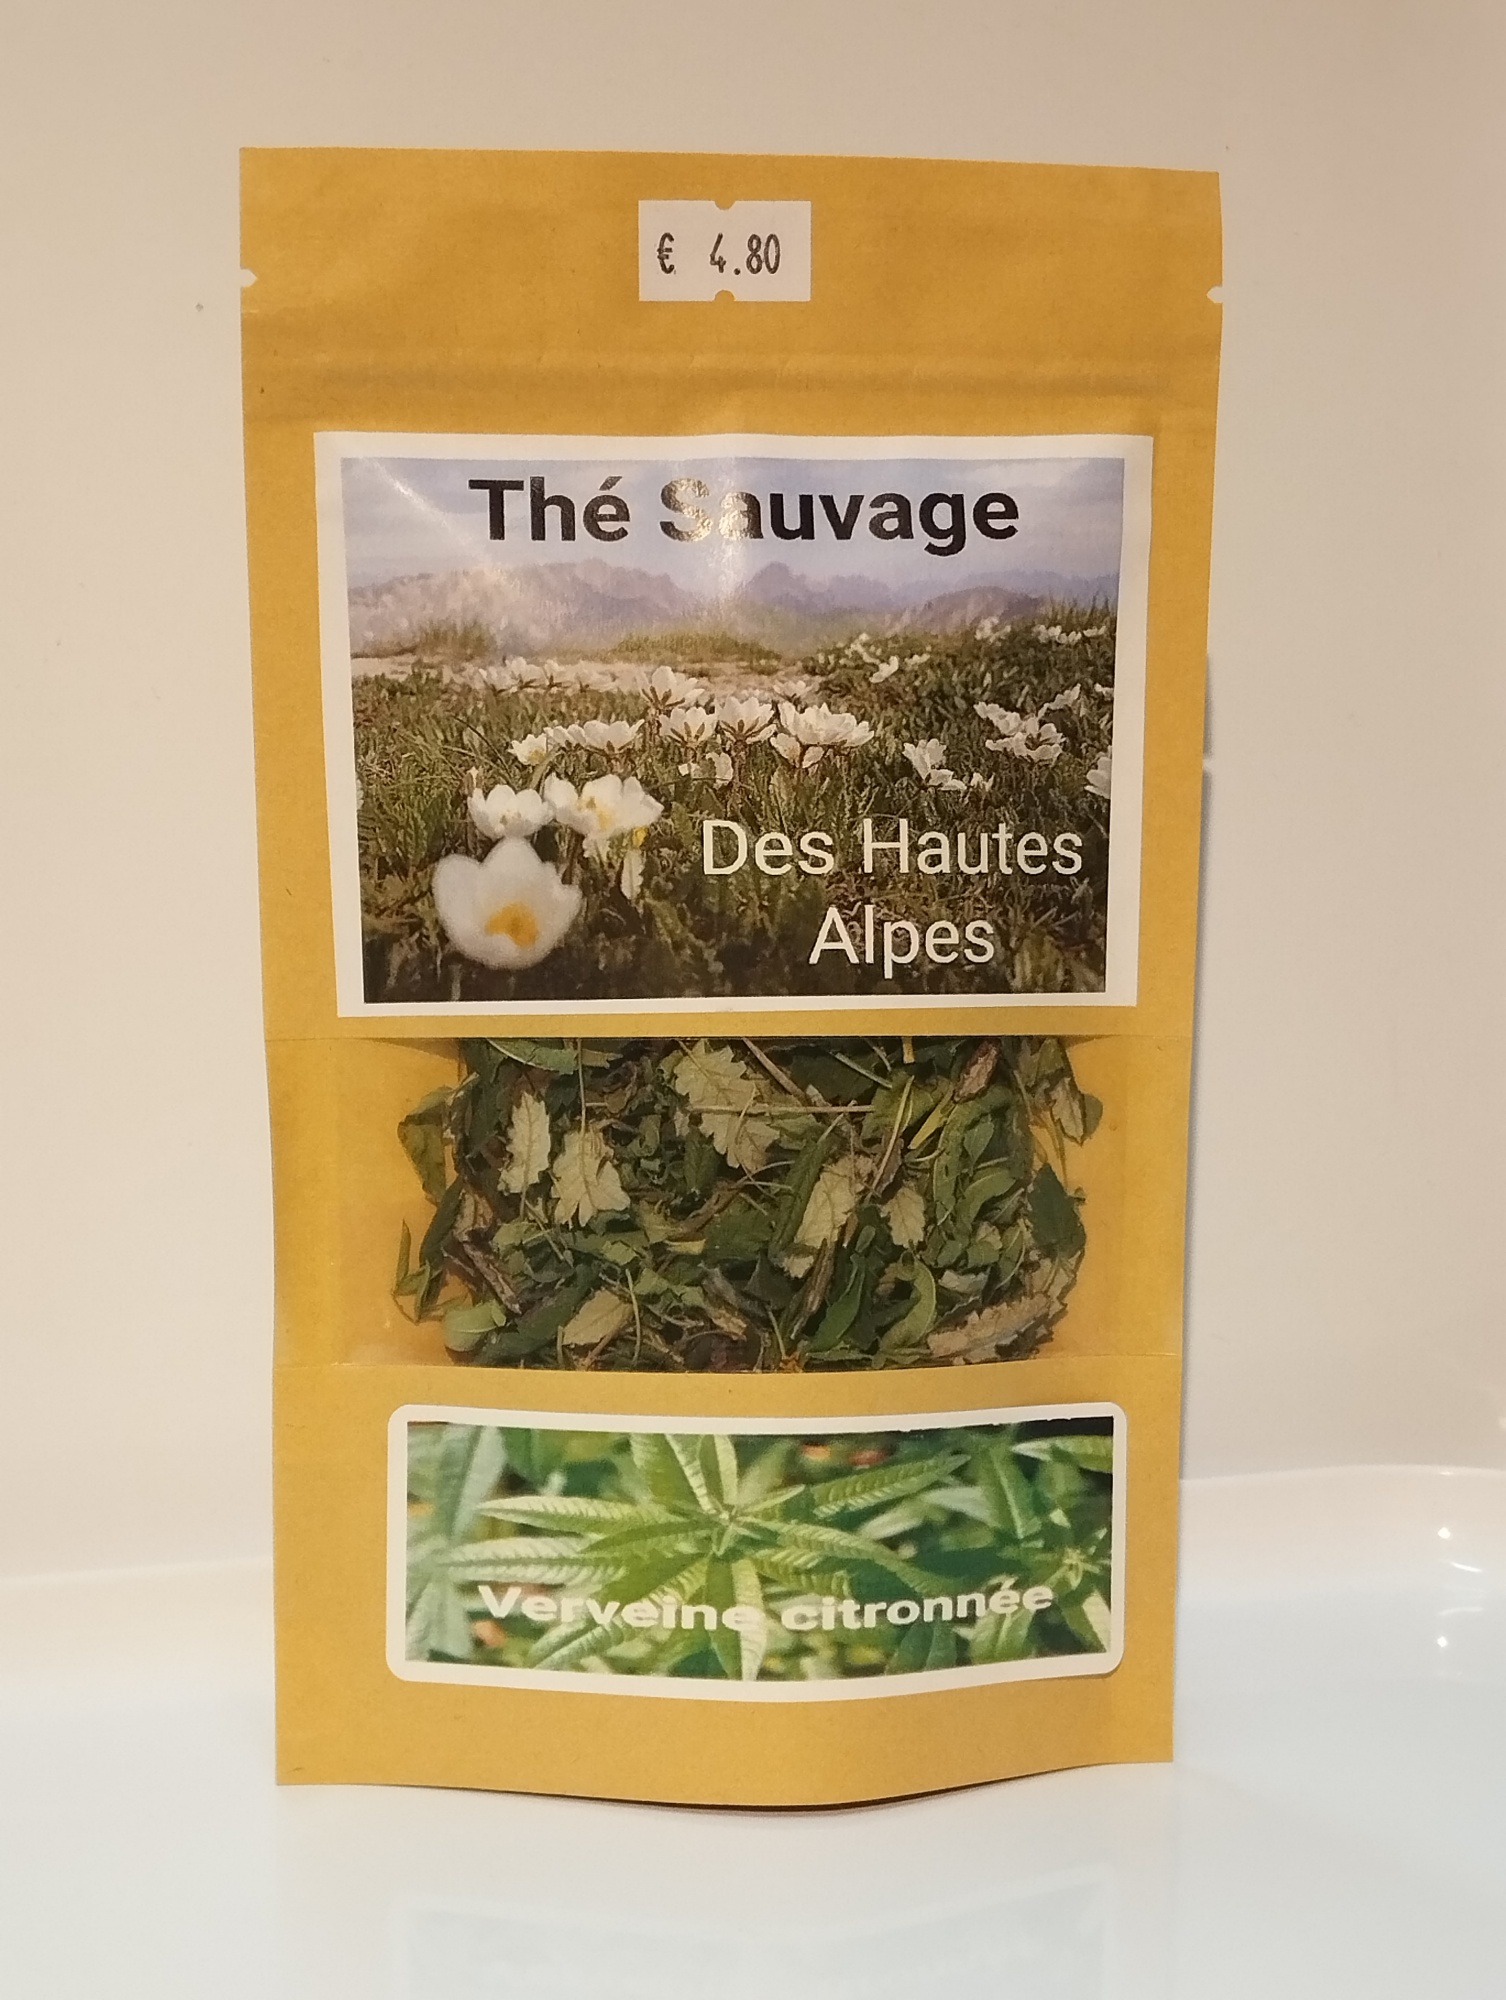 € 4.80
Thé Sauvage
Des Hautes
Alpes
Verveine citronnée